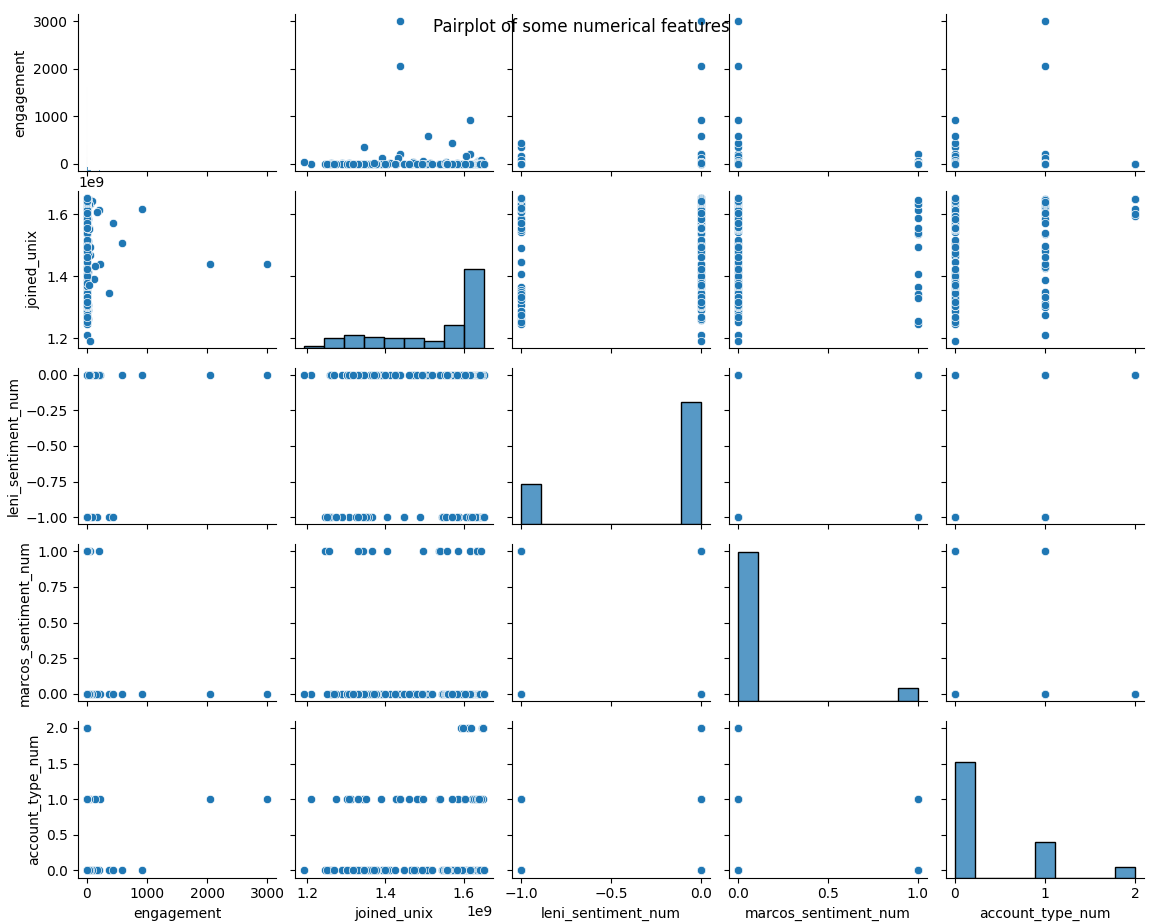 Pairplot of some numerical features
3000
2000
1000
0
engagement
1e9
1.6
1.4
1.2
joined_unix
0.00
−0.25
−0.50
−0.75
−1.00
leni_sentiment_num
1.00
0.75
0.50
0.25
0.00
marcos_sentiment_num
2.0
1.5
1.0
0.5
0.0
account_type_num
0 1000 2000 3000 1.2 1.4 1.6 −1.0 −0.5 0.0 0.0 0.5 1.0 0 1 2
1e9
engagement joined_unix leni_sentiment_num marcos_sentiment_num account_type_num